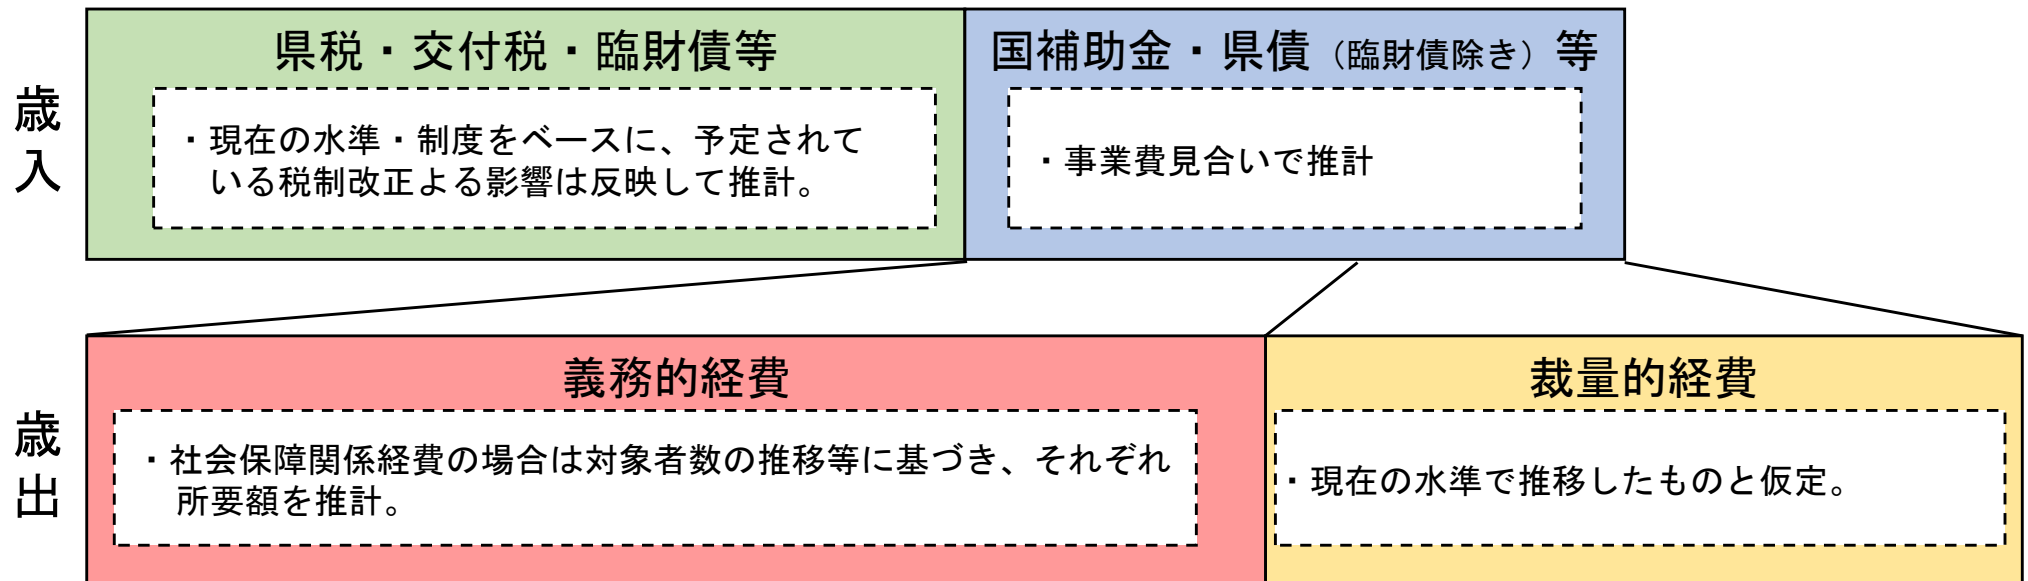 歳入
県税・交付税・臨財債等
・現在の水準・制度をベースに、予定されて
いる税制改正よる影響は反映して推計。
国補助金・県債（臨財債除き）等
・事業費見合いで推計
歳出
義務的経費
・社会保障関係経費の場合は対象者数の推移等に基づき、それぞれ
所要額を推計。
裁量的経費
・現在の水準で推移したものと仮定。